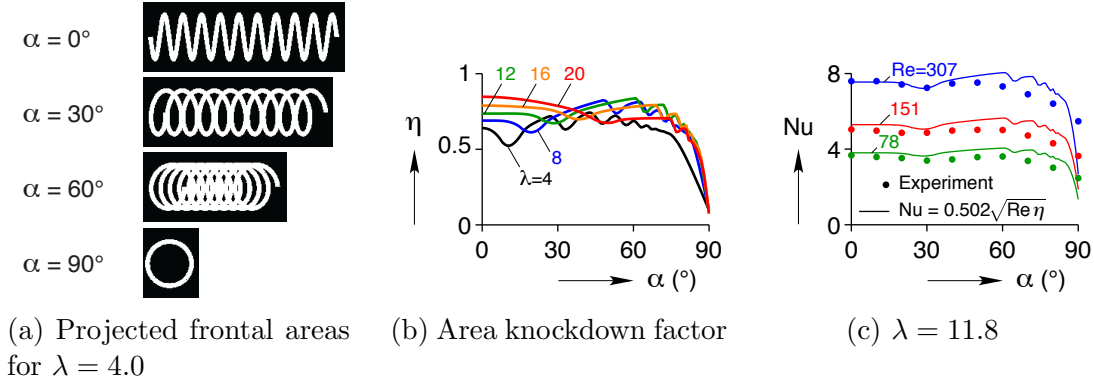 α = 0°
α = 30°
α = 60°
α = 90°
(a) Projected frontal areas
for λ = 4.0
1
0.5
0
η
12
16
20
8
λ=4
0
30
60
90
α (°)
(b) Area knockdown factor
8
4
0
Nu
Re=307
151
78
Experiment
Nu = 0.502√Re η
0
30
60
90
α (°)
(c) λ = 11.8